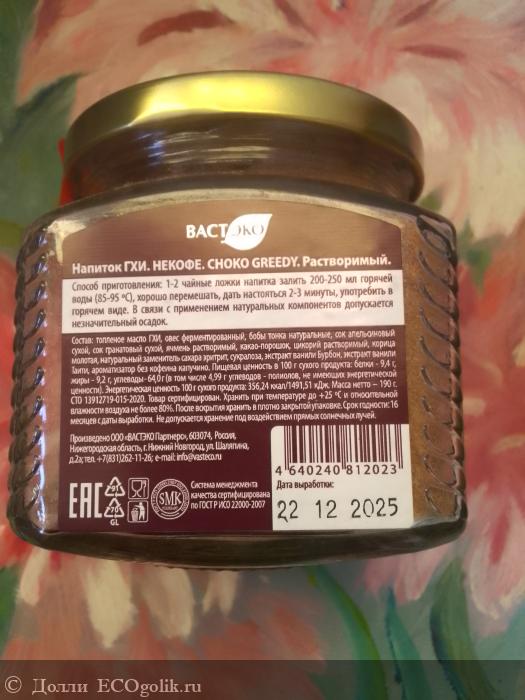 ВАСТЭКО
Напиток ГХИ. НЕКОФЕ. CHOKO GREEDY. Растворимый.
Способ приготовления: 1-2 чайные ложки напитка залить 200-250 мл горячей
воды (85-95 ºС), хорошо перемешать, дать настояться 2-3 минуты, употребить в
горячем виде. В связи с применением натуральных компонентов допускается
незначительный осадок.
Состав: топленое масло ГХИ, овес ферментированный, бобы тонка натуральные, сок апельсиновый
сухой, сок гранатовый сухой, ячмень растворимый, какао-порошок, цикорий растворимый, корица
молотая, натуральный заменитель сахара эритрит, сукралоза, экстракт ванили Бурбон, экстракт ванили
Таити, ароматизатор без кофеина капучино. Пищевая ценность в 100 г сухого продукта: белки - 9,4 г,
жиры - 9,2 г, углеводы - 64,0 г (в том числе 4,99 г углеводов - полиолов, не имеющих энергетической
ценности). Энергетическая ценность 100 г сухого продукта: 356,24 ккал/1491,51 кДж. Масса нетто – 190 г.
СТО 13912719-015-2020. Товар сертифицирован. Хранить при температуре до +25 ºС и относительной
влажности воздуха не более 80%. После вскрытия хранить в плотно закрытой упаковке. Срок годности: 16
месяцев с даты выработки. Не допускается хранение под воздействием прямых солнечных лучей.
Произведено ООО «ВАСТЭКО Партнерс», 603074, Россия,
Нижегородская область, г. Нижний Новгород, ул. Шаляпина,
д.2а; тел. +7(831)262-11-26; e-mail: info@vasteco.ru
4 640240 812023
Дата выработки:
22 12 2025
EAC
70
GL
SMK
Система менеджмента
качества сертифицирована
по ГОСТ Р ИСО 22000-2007
© Долли ECOgolik.ru